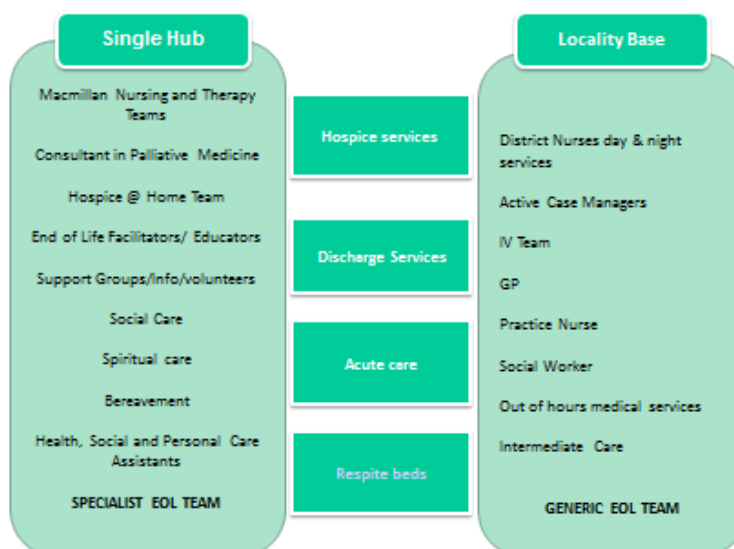 Single Hub
Macmillan Nursing and Therapy
Teams
Consultant in Palliative Medicine
Hospice @ Home Team
End of Life Facilitators/ Educators
Support Groups/Info/volunteers
Social Care
Spiritual care
Bereavement
Health, Social and Personal Care
Assistants
SPECIALIST EOL TEAM
Hospice services
Discharge Services
Acute care
Respite beds
Locality Base
District Nurses day & night
services
Active Case Managers
IV Team
GP
Practice Nurse
Social Worker
Out of hours medical services
Intermediate Care
GENERIC EOL TEAM